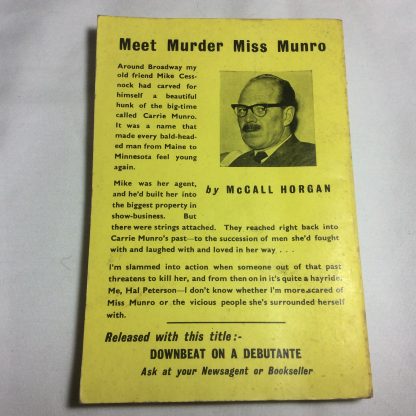 Meet Murder Miss Munro
Around Broadway my
old friend Mike Cess-
nock had carved for
himself a beautiful
hunk of the big-time
called Carrie Munro.
It was a name that
made every bald-head-
ed man from Maine to
Minnesota feel young
again.
Mike was her agent,
and he'd built her into
the biggest property in
show-business. But
by McCALL HORGAN
there were strings attached. They reached right back into
Carrie Munro's past—to the succession of men she'd fought
with and laughed with and loved in her way . . .
I'm slammed into action when someone out of that past
threatens to kill her, and from then on in it's quite a hayride.
Me, Hal Peterson—I don't know whether I'm more scared of
Miss Munro or the vicious people she's surrounded herself
with.
Released with this title:-
DOWNBEAT ON A DEBUTANTE
Ask at your Newsagent or Bookseller